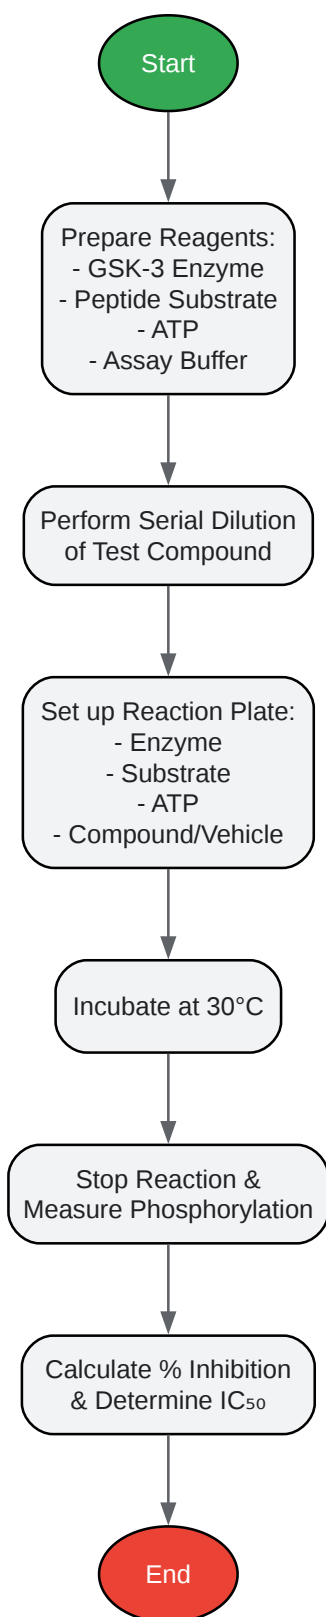 Start
Prepare Reagents:
- GSK-3 Enzyme
- Peptide Substrate
- ATP
- Assay Buffer
Perform Serial Dilution
of Test Compound
Set up Reaction Plate:
- Enzyme
- Substrate
- ATP
- Compound/Vehicle
Incubate at 30°C
Stop Reaction &
Measure Phosphorylation
Calculate % Inhibition
& Determine IC₅₀
End